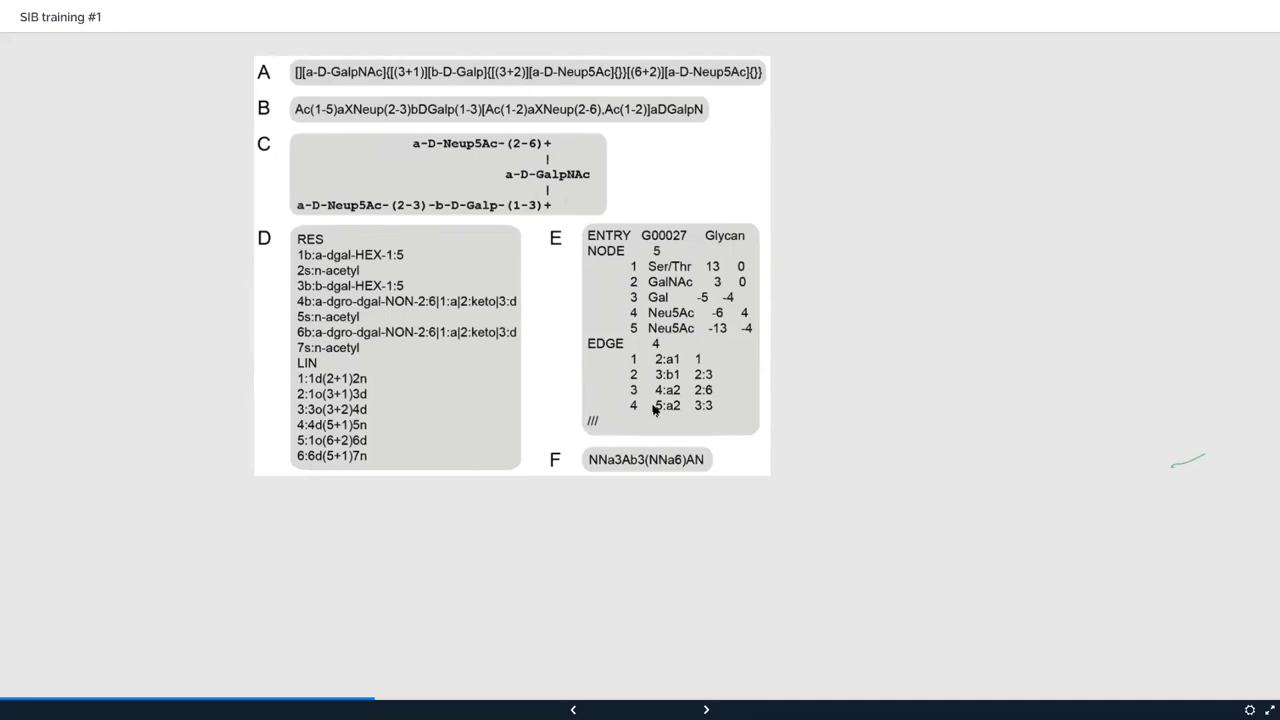 SIB training #1
A
[][a-D-GalpNAc]{[(3+1)][b-D-Galp]{[(3+2)][a-D-Neup5Ac]{}}[(6+2)][a-D-Neup5Ac]{}}
B
Ac(1-5)aXNeup(2-3)bDGalp(1-3)[Ac(1-2)aXNeup(2-6),Ac(1-2)]aDGalpN
C
a-D-Neup5Ac-(2-6)+
|
a-D-GalpNAc
|
a-D-Neup5Ac-(2-3)-b-D-Galp-(1-3)+
D
RES
1b:a-dgal-HEX-1:5
2s:n-acetyl
3b:b-dgal-HEX-1:5
4b:a-dgro-dgal-NON-2:6|1:a|2:keto|3:d
5s:n-acetyl
6b:a-dgro-dgal-NON-2:6|1:a|2:keto|3:d
7s:n-acetyl
LIN
1:1d(2+1)2n
2:1o(3+1)3d
3:3o(3+2)4d
4:4d(5+1)5n
5:1o(6+2)6d
6:6d(5+1)7n
E
ENTRY G00027 Glycan
NODE 5
1 Ser/Thr 13 0
2 GalNAc 3 0
3 Gal -5 -4
4 Neu5Ac -6 4
5 Neu5Ac -13 -4
EDGE 4
1 2:a1 1
2 3:b1 2:3
3 4:a2 2:6
4 5:a2 3:3
///
F
NNa3Ab3(NNa6)AN